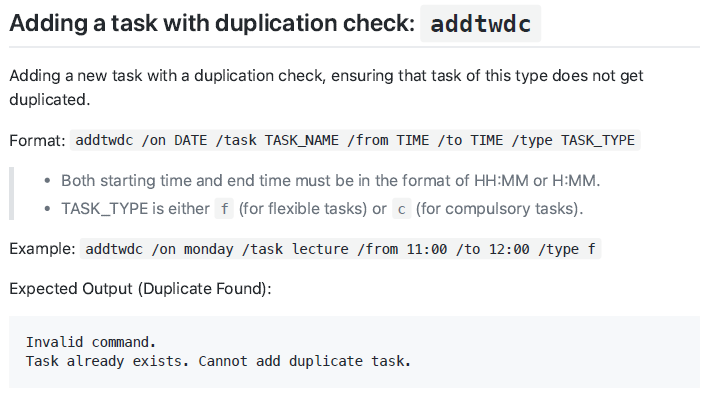 Adding a task with duplication check: addtwdc
Adding a new task with a duplication check, ensuring that task of this type does not get
duplicated.
Format: addtwdc /on DATE /task TASK_NAME /from TIME /to TIME /type TASK_TYPE
• Both starting time and end time must be in the format of HH:MM or H:MM.
• TASK_TYPE is either f (for flexible tasks) or c (for compulsory tasks).
Example: addtwdc /on monday /task lecture /from 11:00 /to 12:00 /type f
Expected Output (Duplicate Found):
Invalid command.
Task already exists. Cannot add duplicate task.